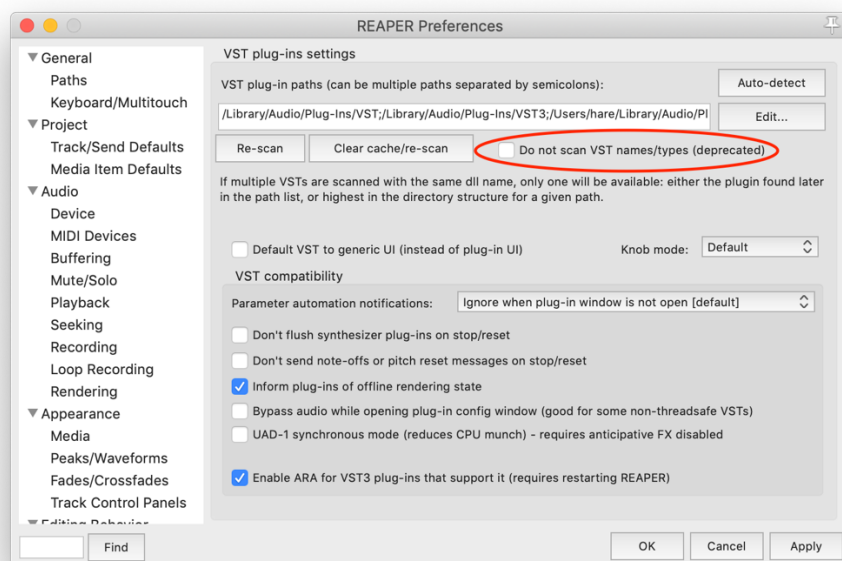 REAPER Preferences
General
Paths
Keyboard/Multitouch
Project
Track/Send Defaults
Media Item Defaults
Audio
Device
MIDI Devices
Buffering
Mute/Solo
Playback
Seeking
Recording
Loop Recording
Rendering
Appearance
Media
Peaks/Waveforms
Fades/Crossfades
Track Control Panels
Editing Behavior
Find
VST plug-ins settings
VST plug-in paths (can be multiple paths separated by semicolons):
Auto-detect
/Library/Audio/Plug-Ins/VST;/Library/Audio/Plug-Ins/VST3;/Users/hare/Library/Audio/Pl
Edit...
Re-scan
Clear cache/re-scan
Do not scan VST names/types (deprecated)
If multiple VSTs are scanned with the same dll name, only one will be available: either the plugin found later
in the path list, or highest in the directory structure for a given path.
Default VST to generic UI (instead of plug-in UI)
Knob mode:
Default
VST compatibility
Parameter automation notifications:
Ignore when plug-in window is not open [default]
Don't flush synthesizer plug-ins on stop/reset
Don't send note-offs or pitch reset messages on stop/reset
Inform plug-ins of offline rendering state
Bypass audio while opening plug-in config window (good for some non-threadsafe VSTs)
UAD-1 synchronous mode (reduces CPU munch) - requires anticipative FX disabled
Enable ARA for VST3 plug-ins that support it (requires restarting REAPER)
OK
Cancel
Apply